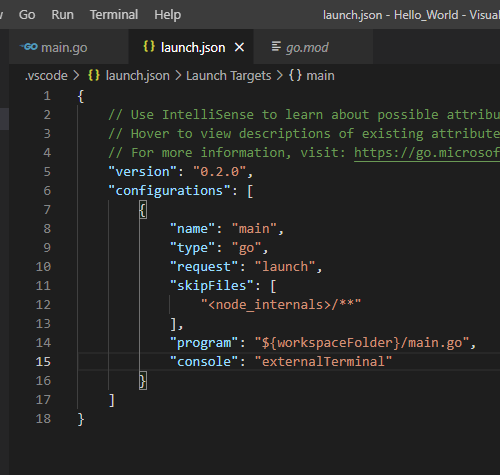 Go Run Terminal Help launch.json - Hello_World - Visual
main.go launch.json go.mod
.vscode > {} launch.json > Launch Targets > {} main
1 {
2 // Use IntelliSense to learn about possible attribu
3 // Hover to view descriptions of existing attribute
4 // For more information, visit: https://go.microsof
5 "version": "0.2.0",
6 "configurations": [
7 {
8 "name": "main",
9 "type": "go",
10 "request": "launch",
11 "skipFiles": [
12 "<node_internals>/**"
13 ],
14 "program": "${workspaceFolder}/main.go",
15 "console": "externalTerminal"
16 }
17 ]
18 }